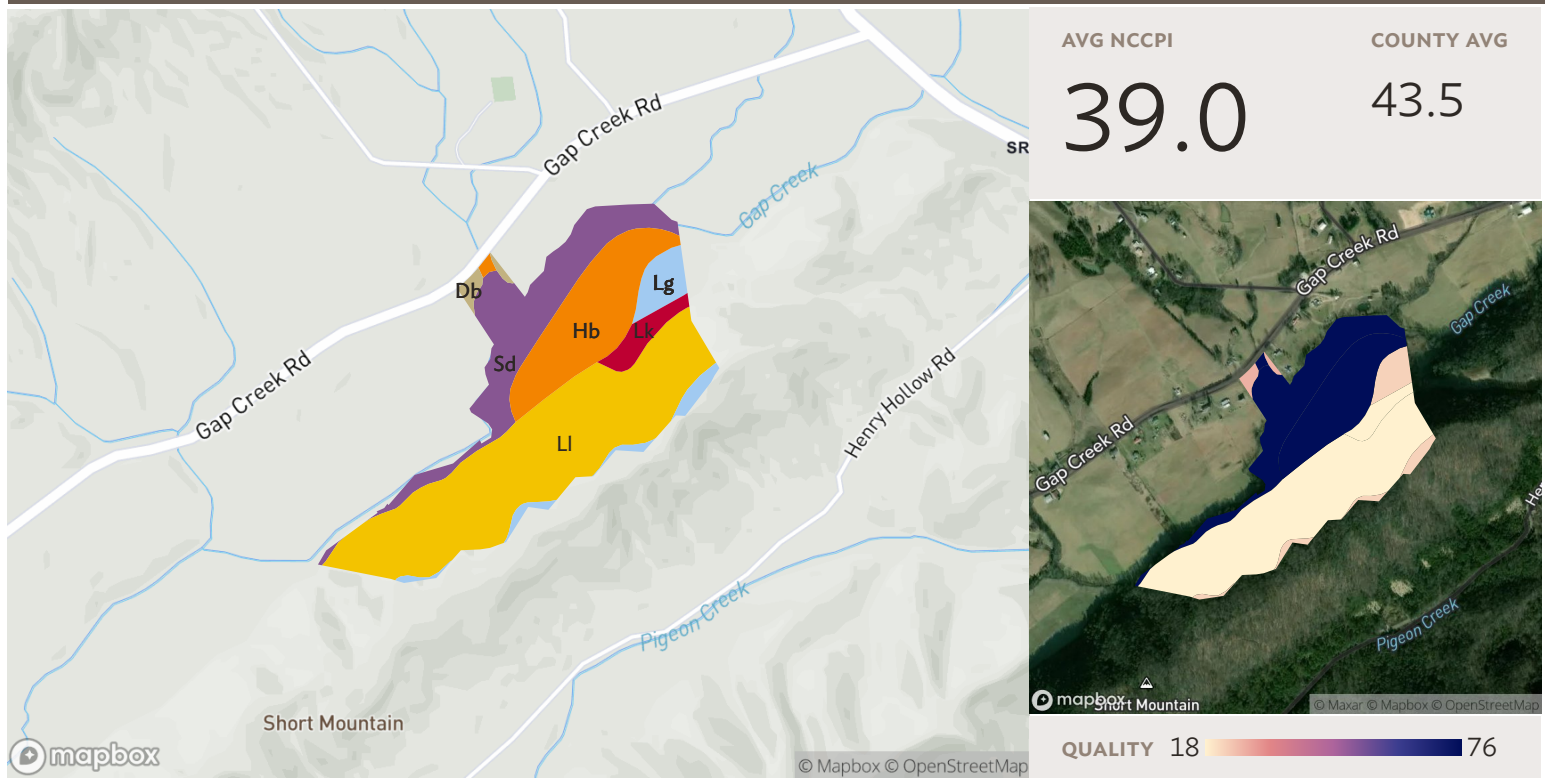 AVG NCCPI
39.0
COUNTY AVG
43.5
Gap Creek Rd
SR
Gap Creek
Db
Lg
Hb
Lk
Sd
Gap Creek Rd
Ll
Henry Hollow Rd
Pigeon Creek
Short Mountain
mapbox
© Mapbox © OpenStreetMap
Gap Creek Rd
Gap Creek
Gap Creek Rd
He
Pigeon Creek
mapbox
Short Mountain
© Maxar © Mapbox © OpenStreetMap
QUALITY 18 76